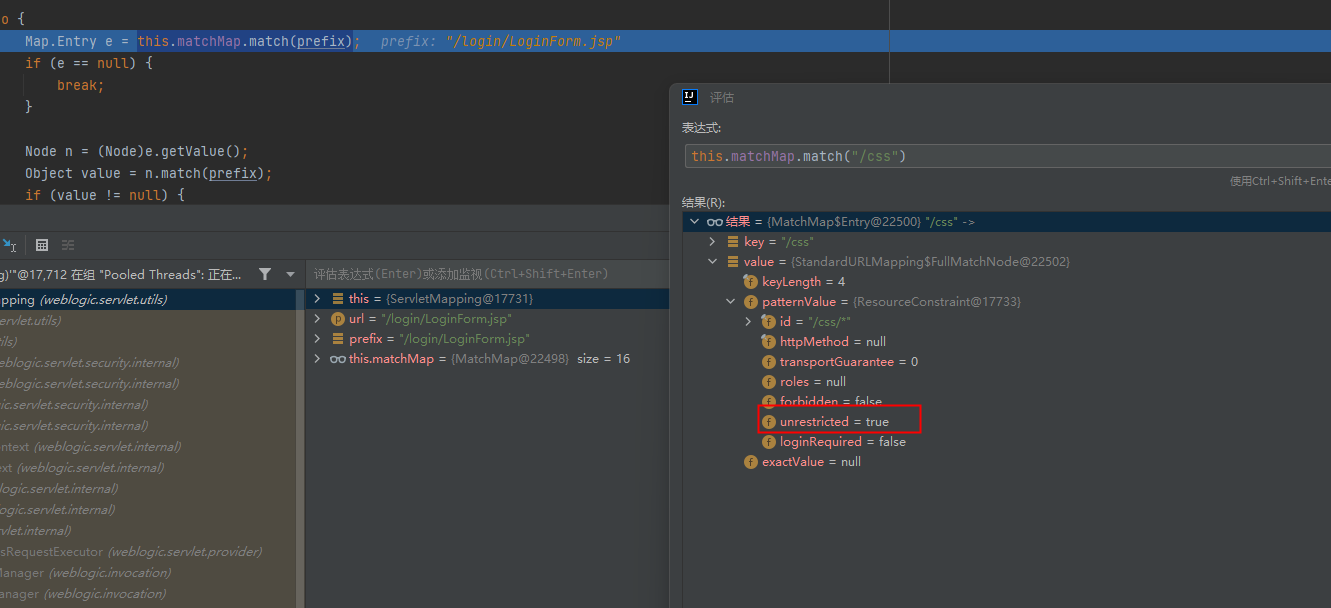 o {
Map.Entry e = this.matchMap.match(prefix); prefix: "/login/LoginForm.jsp"
if (e == null) {
break;
}
Node n = (Node)e.getValue();
Object value = n.match(prefix);
if (value != null) {
g)'"@17,712 在组 "Pooled Threads": 正在...
apping (weblogic.servlet.utils)
servlet.utils)
tils)
eblogic.servlet.security.internal)
eblogic.servlet.security.internal)
gic.servlet.security.internal)
gic.servlet.security.internal)
ntext (weblogic.servlet.internal)
ext (weblogic.servlet.internal)
logic.servlet.internal)
ogic.servlet.internal)
rvlet.internal)
sRequestExecutor (weblogic.servlet.provider)
Manager (weblogic.invocation)
anager (weblogic.invocation)
评估表达式(Enter)或添加监视(Ctrl+Shift+Enter)
this = {ServletMapping@17731}
url = "/login/LoginForm.jsp"
prefix = "/login/LoginForm.jsp"
this.matchMap = {MatchMap@22498} size = 16
评估
表达式:
this.matchMap.match("/css")
使用Ctrl+Shift+Ente
结果(R):
结果 = {MatchMap$Entry@22500} "/css" ->
key = "/css"
value = {StandardURLMapping$FullMatchNode@22502}
keyLength = 4
patternValue = {ResourceConstraint@17733}
id = "/css/*"
httpMethod = null
transportGuarantee = 0
roles = null
forbidden = false
unrestricted = true
loginRequired = false
exactValue = null